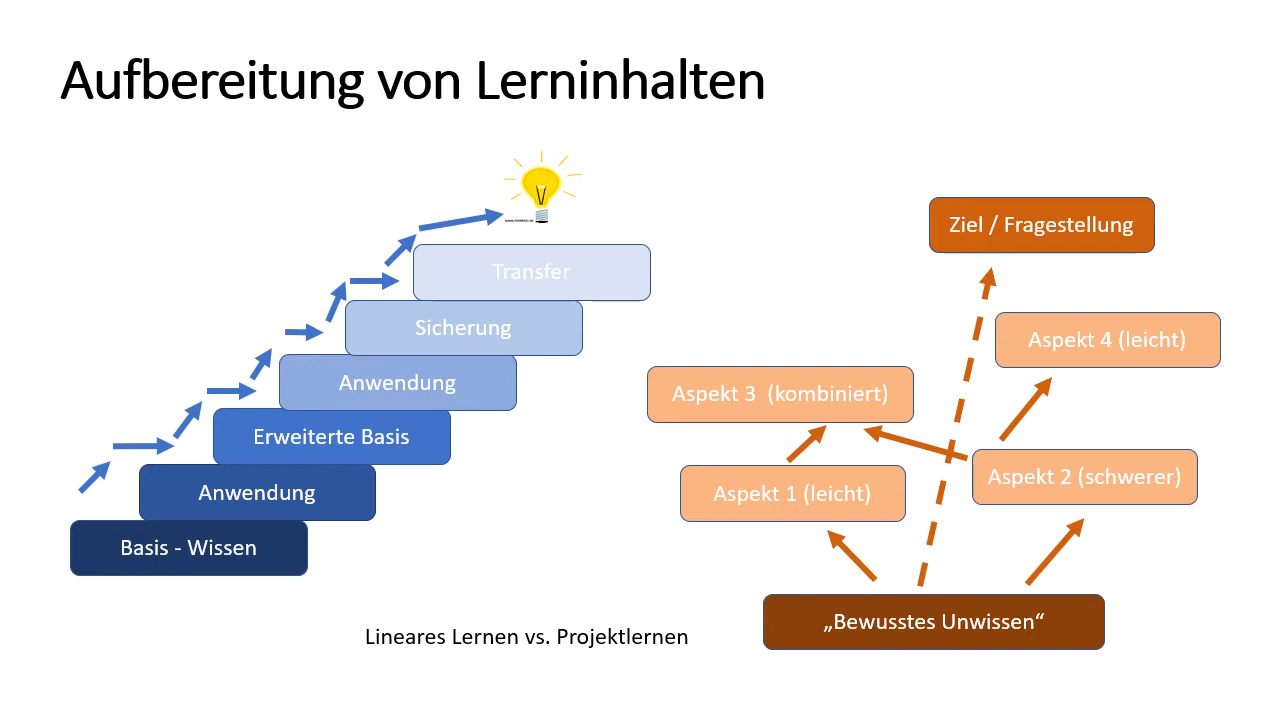 Aufbereitung von Lerninhalten
Transfer
Sicherung
Anwendung
Erweiterte Basis
Anwendung
Basis - Wissen
Ziel / Fragestellung
Aspekt 4 (leicht)
Aspekt 3  (kombiniert)
Aspekt 2 (schwerer)
Aspekt 1 (leicht)
„Bewusstes Unwissen“
Lineares Lernen vs. Projektlernen